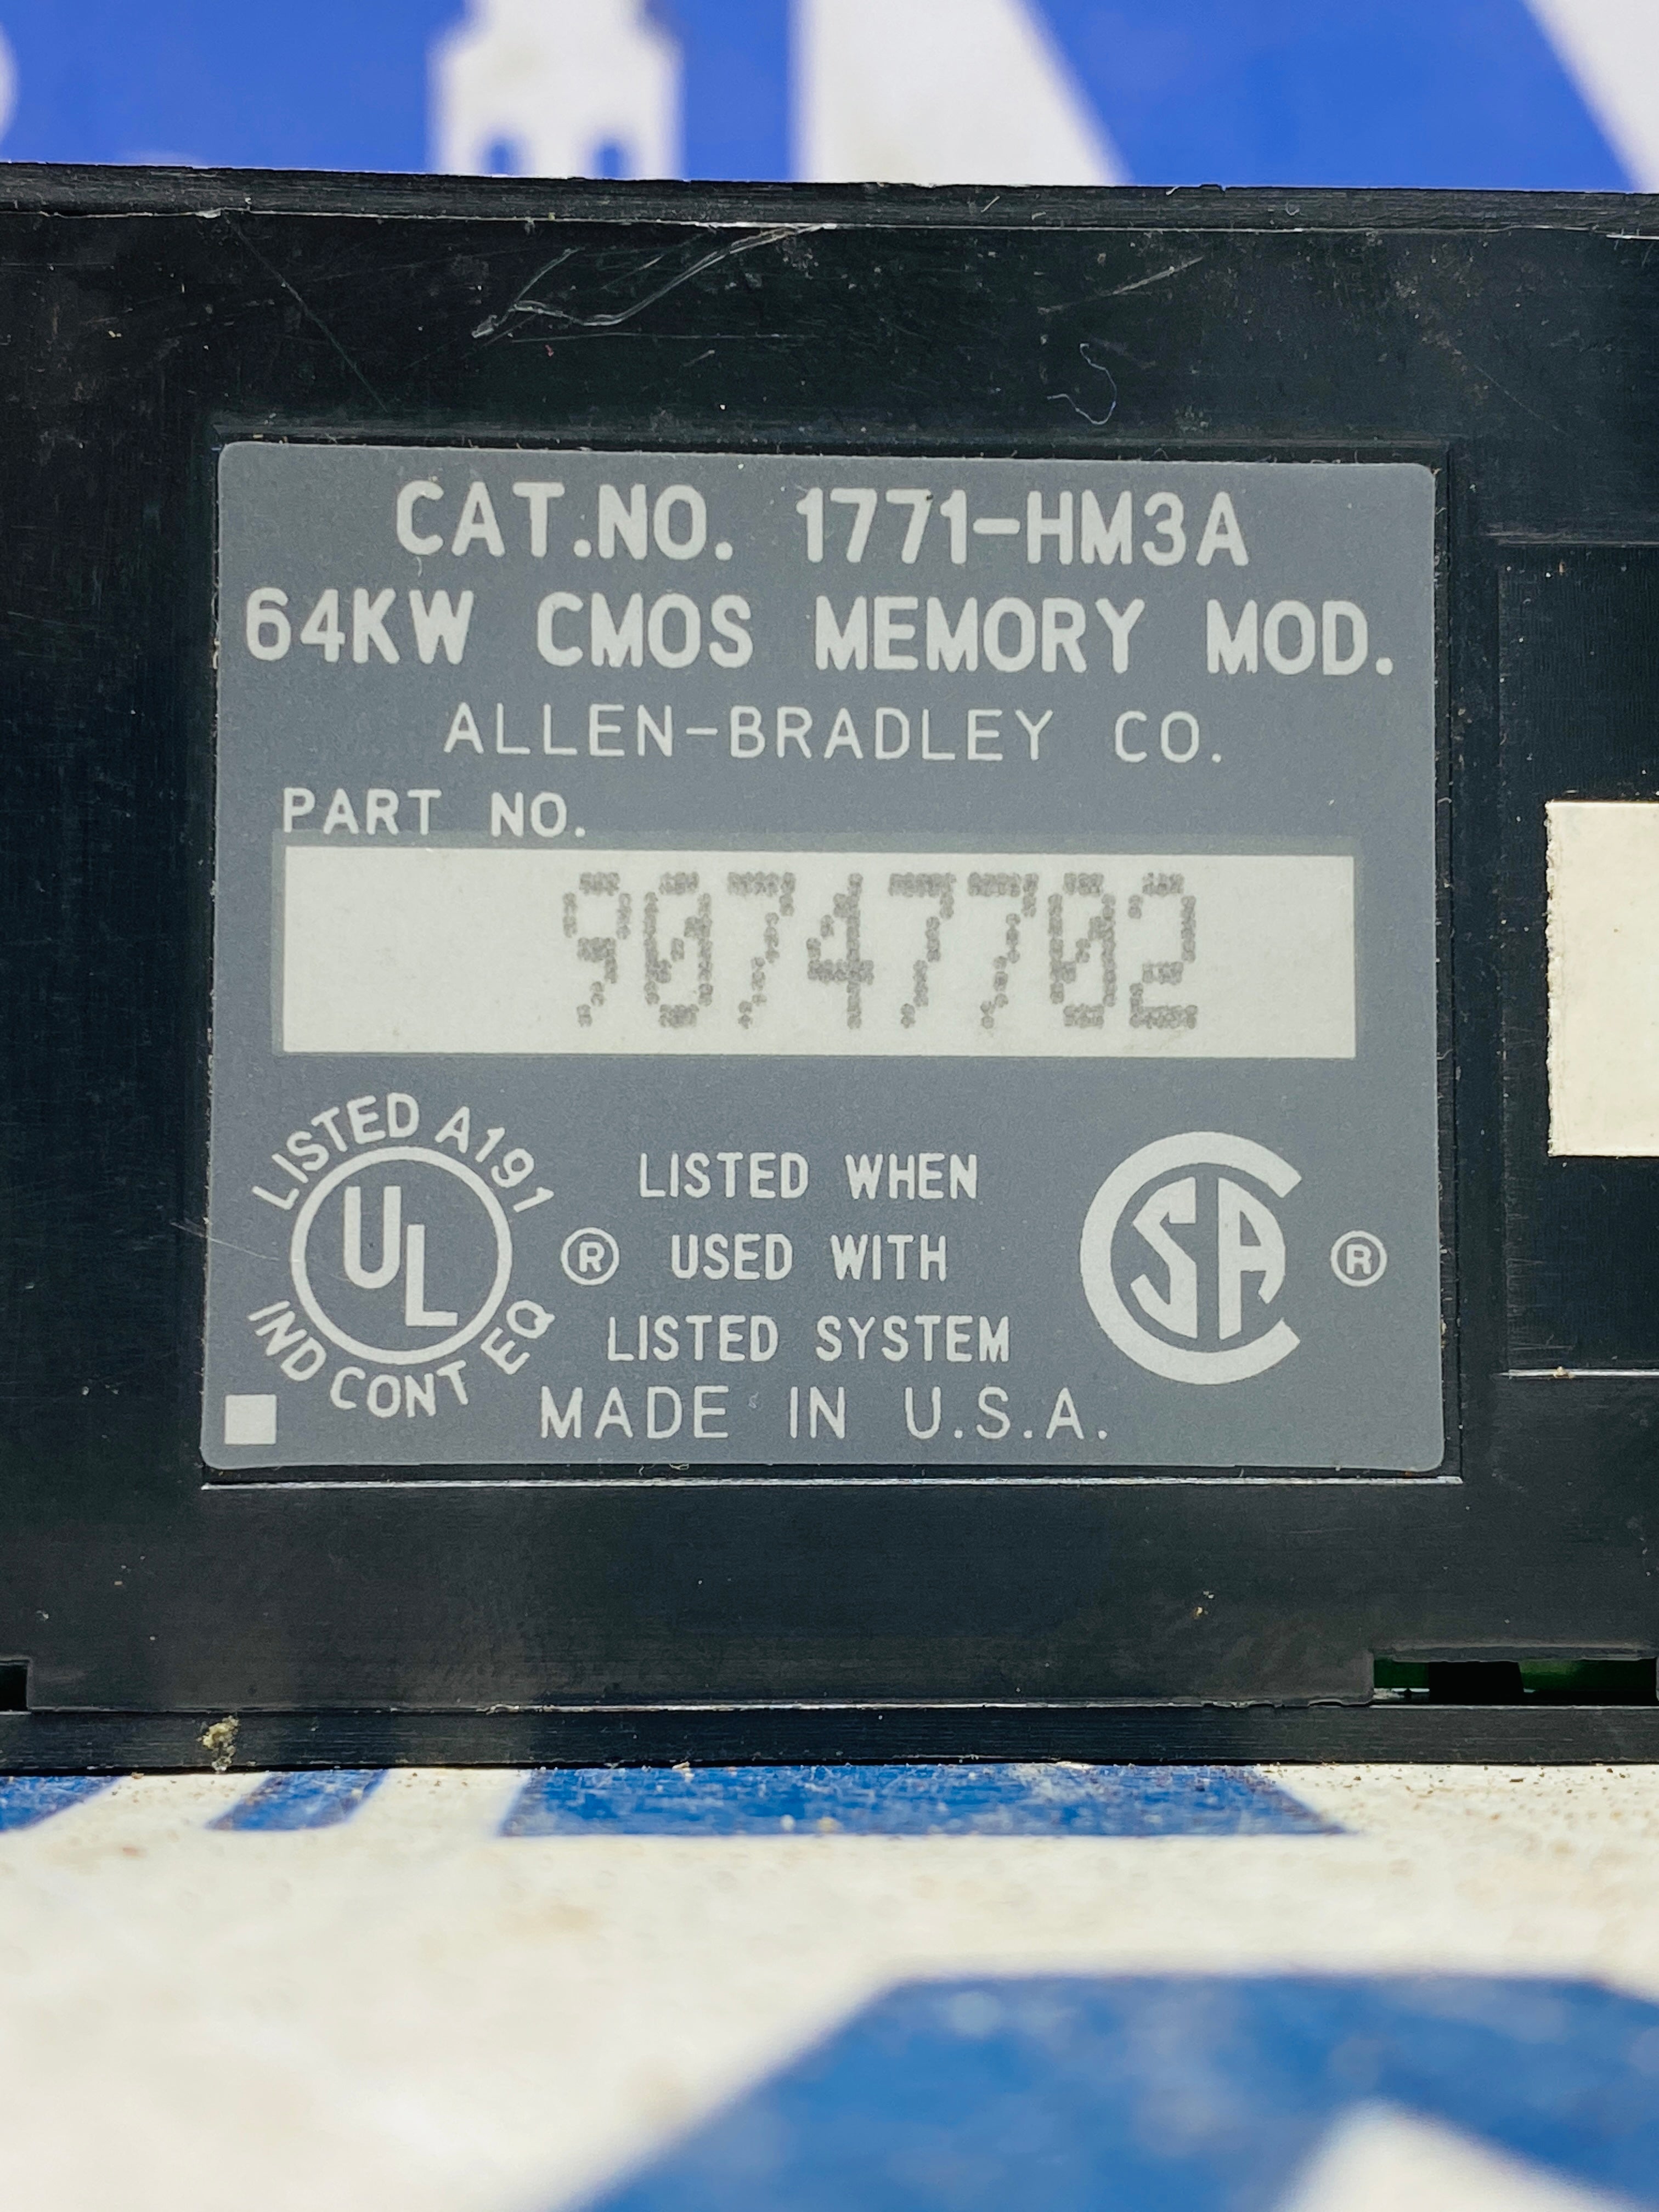 CAT.NO. 1771-HM3A
64KW CMOS MEMORY MOD.
ALLEN-BRADLEY CO.
PART NO.
90747702
LISTED A191
UL
IND CONT EQ
®
LISTED WHEN
USED WITH
LISTED SYSTEM
CSA ®
MADE IN U.S.A.